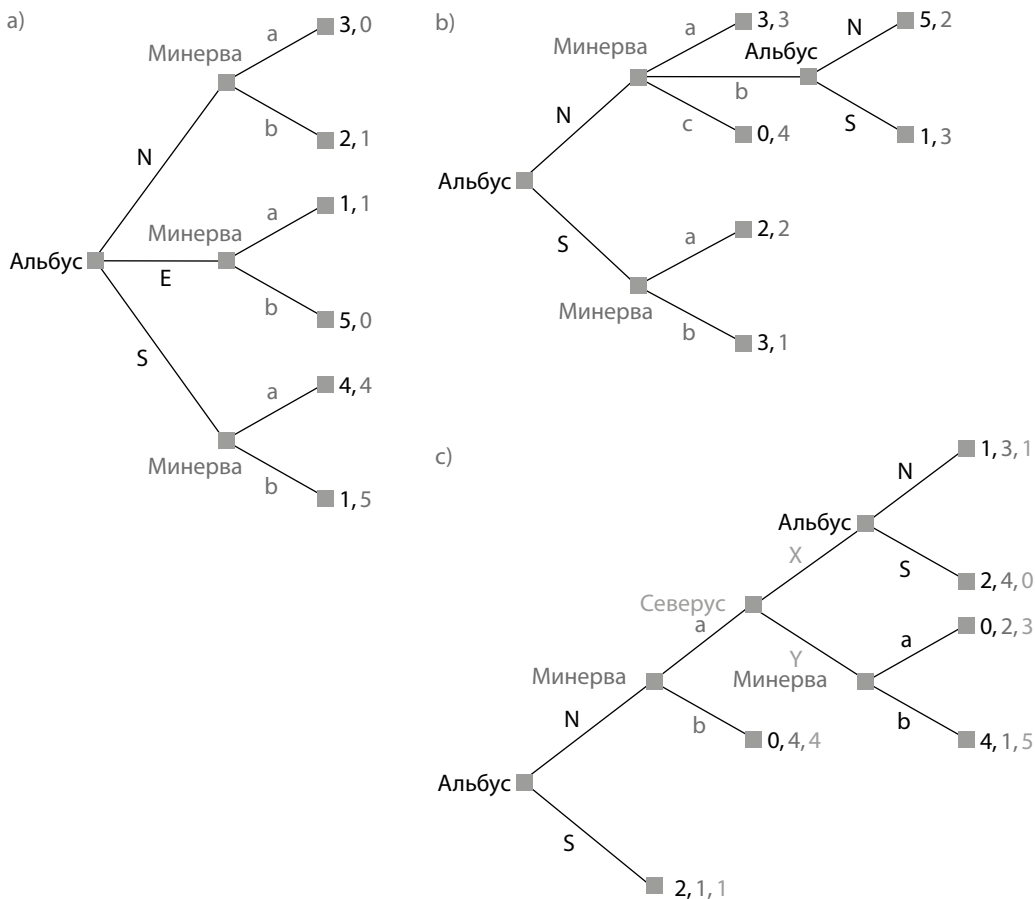 a)
3, 0
a
Минерва
b
2, 1
N
1, 1
a
Минерва
Альбус
E
b
5, 0
S
4, 4
a
Минерва
b
1, 5
b)
3, 3
a
Минерва
N
5, 2
Альбус
b
c
0, 4
S
1, 3
N
Альбус
S
a
2, 2
Минерва
b
3, 1
c)
1, 3, 1
N
Альбус
X
S
2, 4, 0
Северус
a
0, 2, 3
a
Y
Минерва
Минерва
N
b
0, 4, 4
b
4, 1, 5
Альбус
S
2, 1, 1